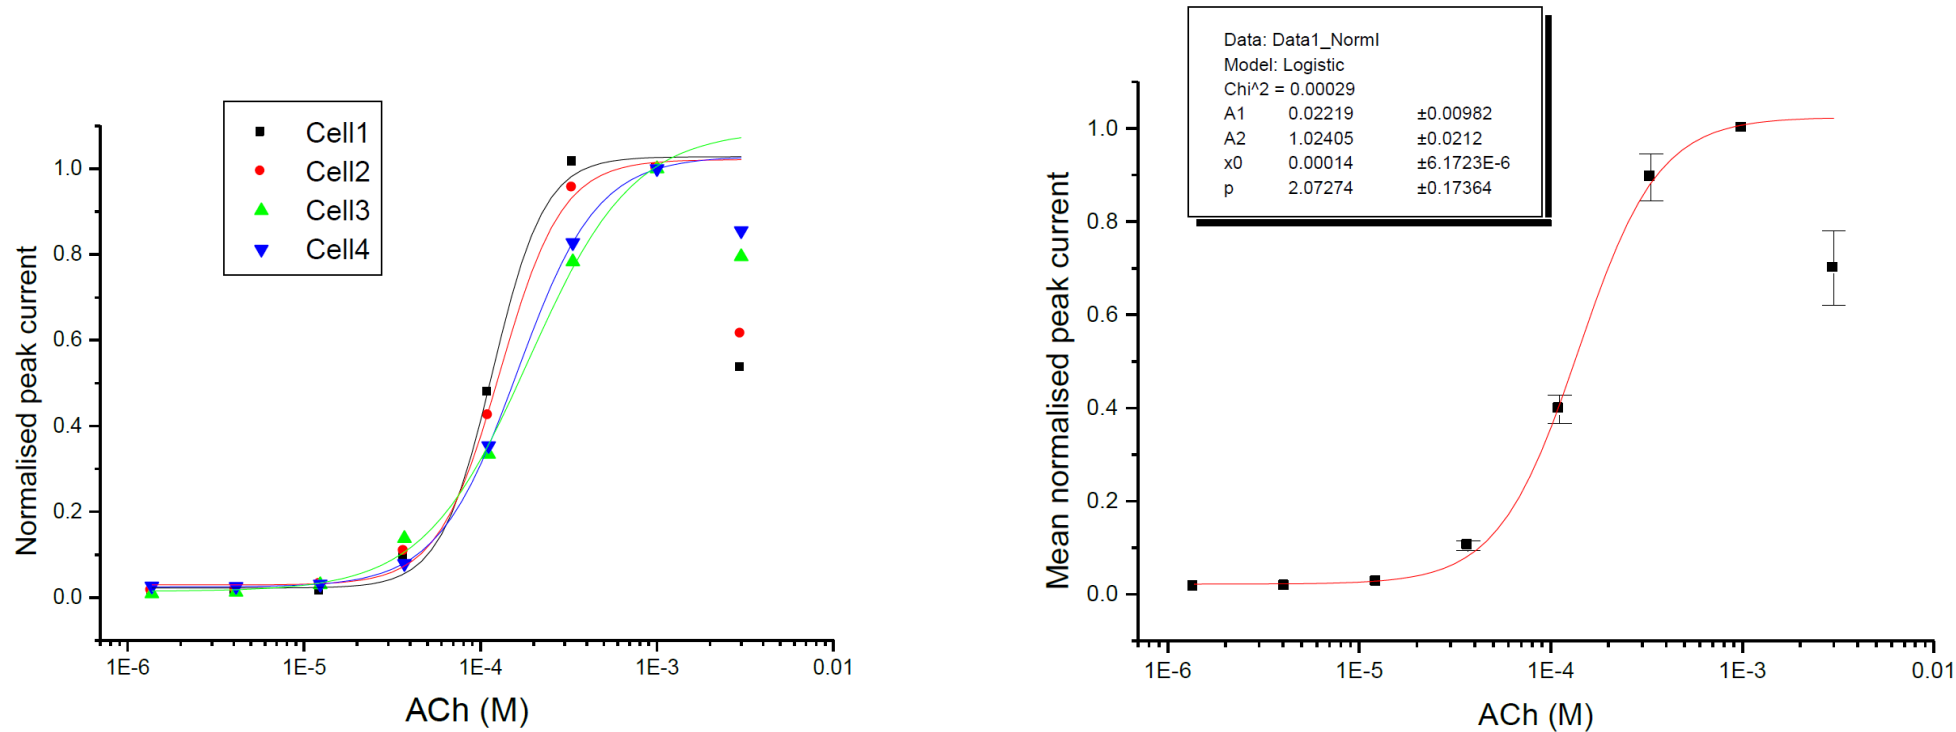 Cell1
Cell2
Cell3
Cell4
Normalised peak current
1.0
0.8
0.6
0.4
0.2
0.0
1E-6 1E-5 1E-4 1E-3 0.01
ACh (M)
Data: Data1_NormI
Model: Logistic
Chi^2 = 0.00029
A1 0.02219 ±0.00982
A2 1.02405 ±0.0212
x0 0.00014 ±6.1723E-6
p 2.07274 ±0.17364
Mean normalised peak current
1.0
0.8
0.6
0.4
0.2
0.0
1E-6 1E-5 1E-4 1E-3 0.01
ACh (M)